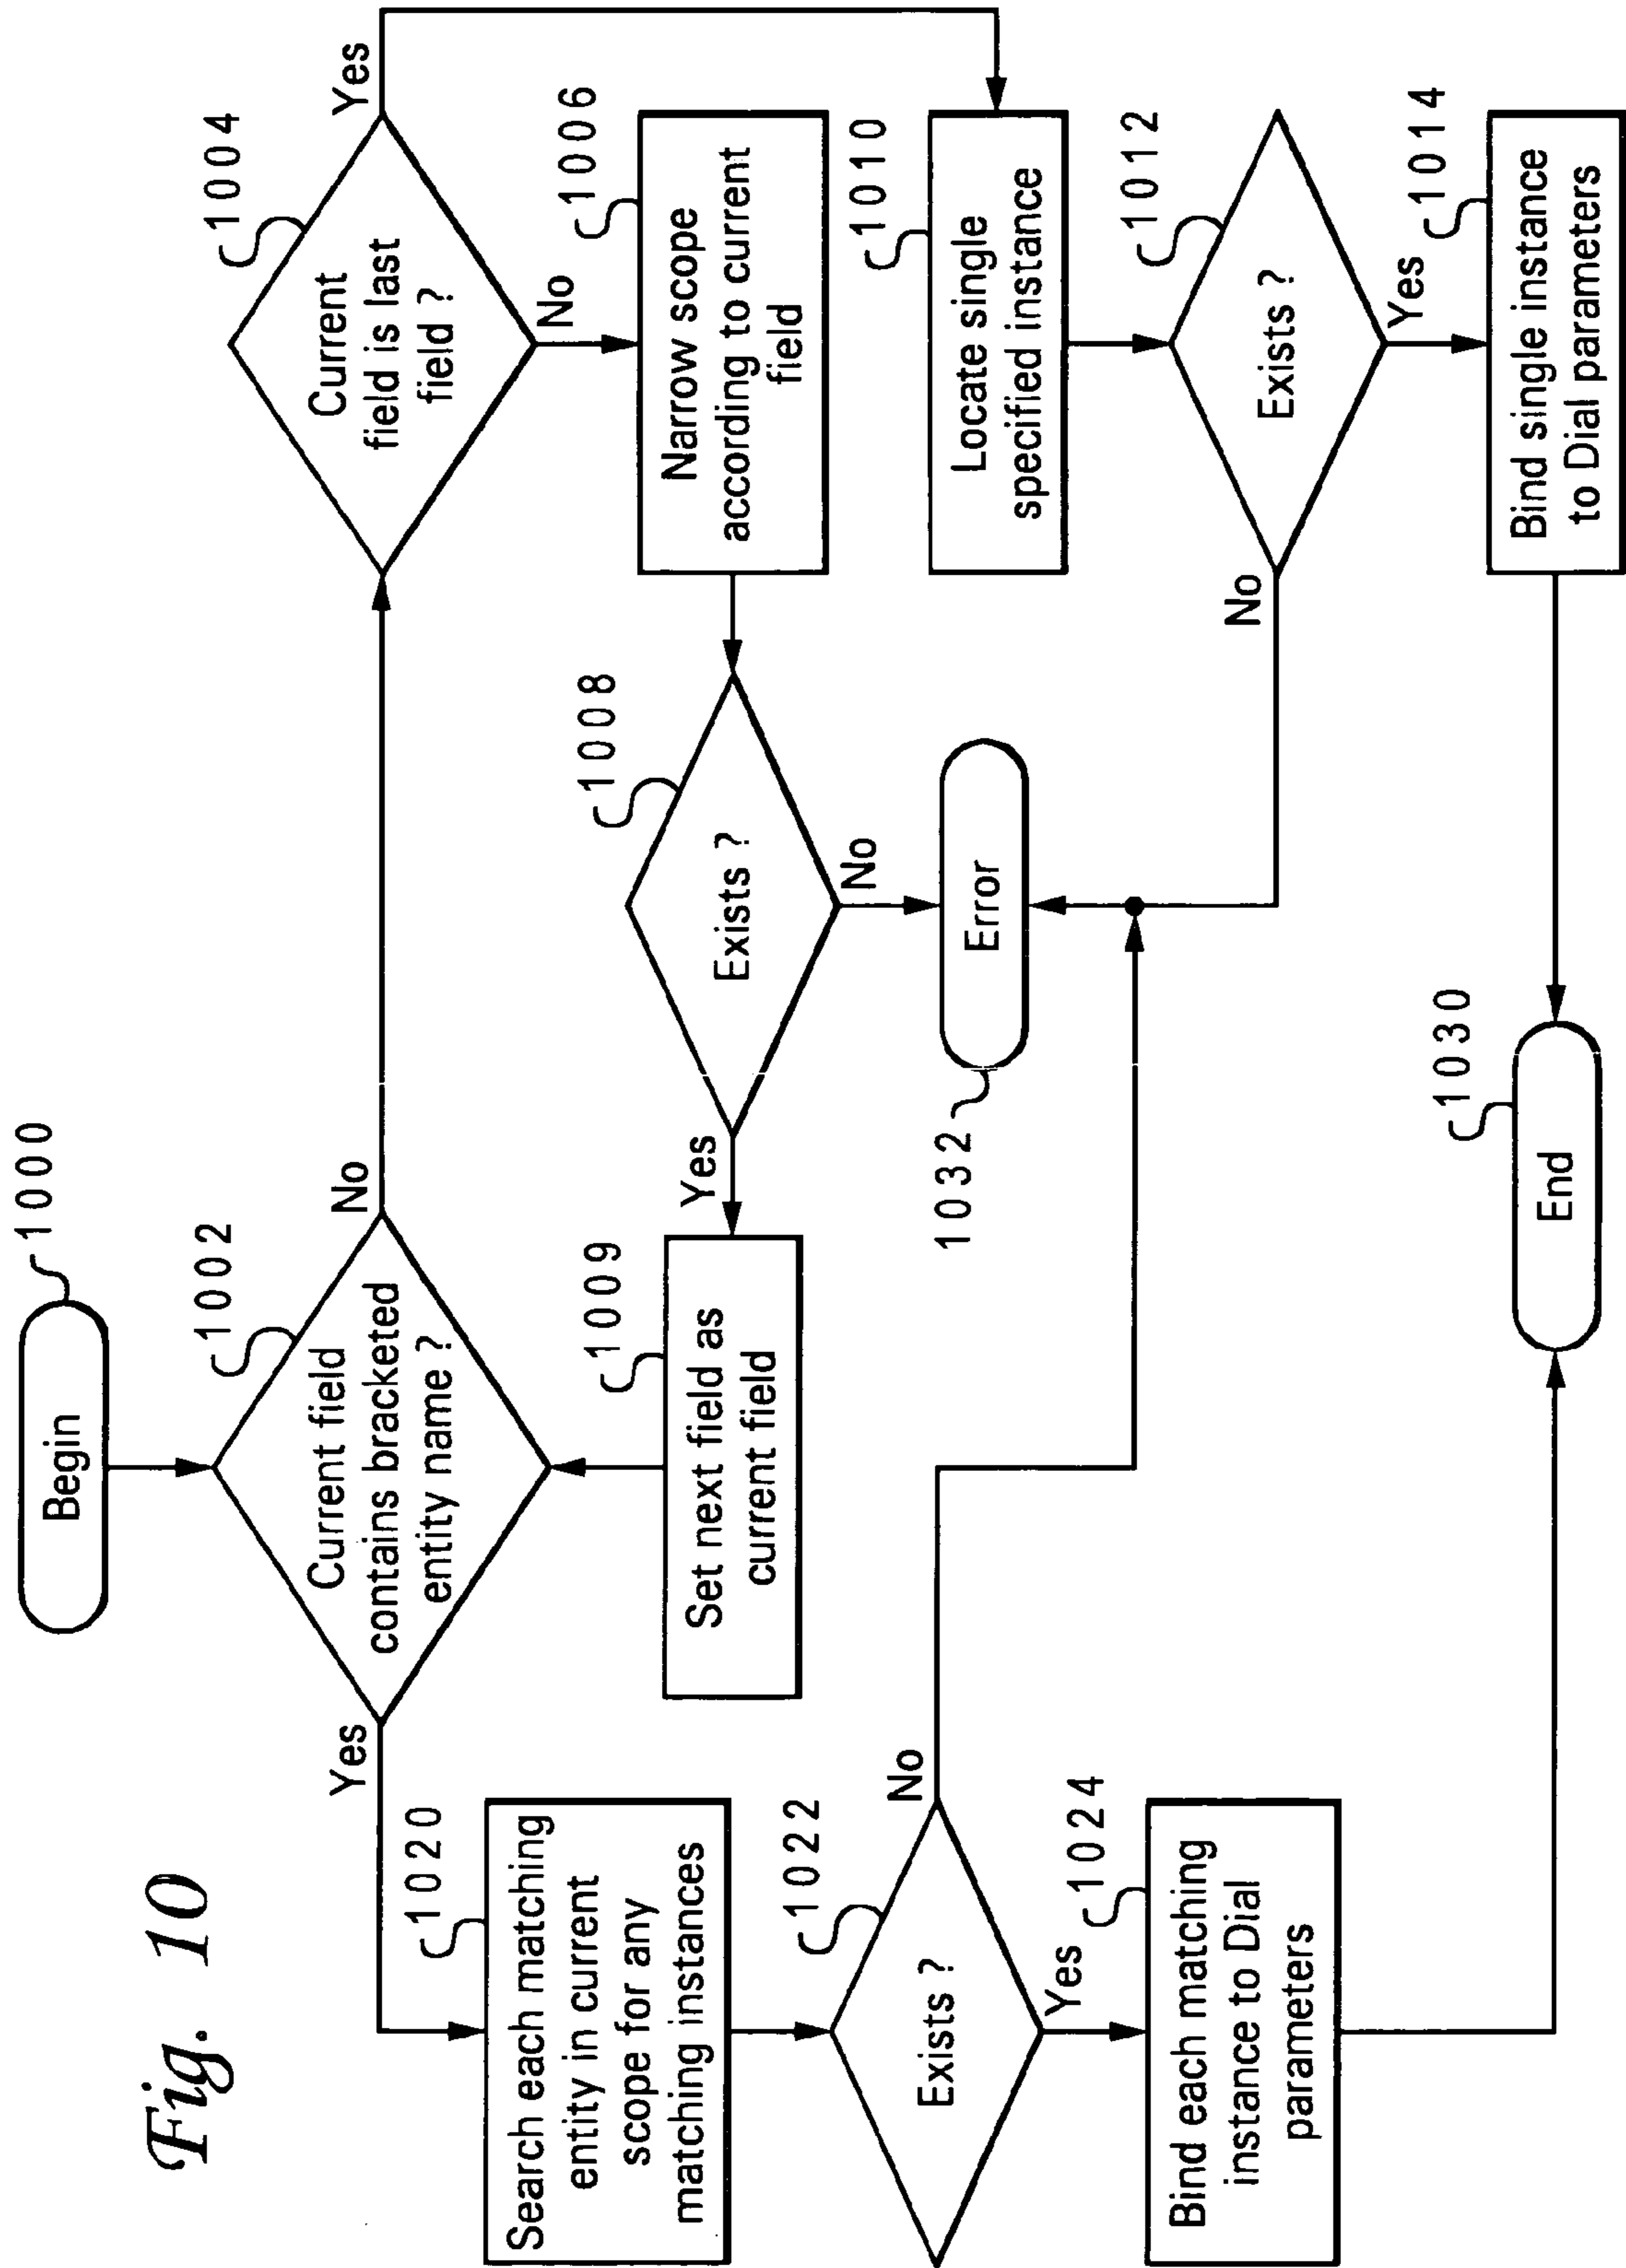 Fig. 10
Begin
1000
Current field
contains bracketed
entity name ?
1002
Yes
No
Current
field is last
field ?
1004
Yes
No
Narrow scope
according to current
field
1006
Exists ?
1008
Yes
No
Set next field as
current field
1009
Locate single
specified instance
1010
Exists ?
1012
No
Yes
Bind single instance
to Dial parameters
1014
Search each matching
entity in current
scope for any
matching instances
1020
Exists ?
1022
No
Yes
Bind each matching
instance to Dial
parameters
1024
Error
1032
End
1030